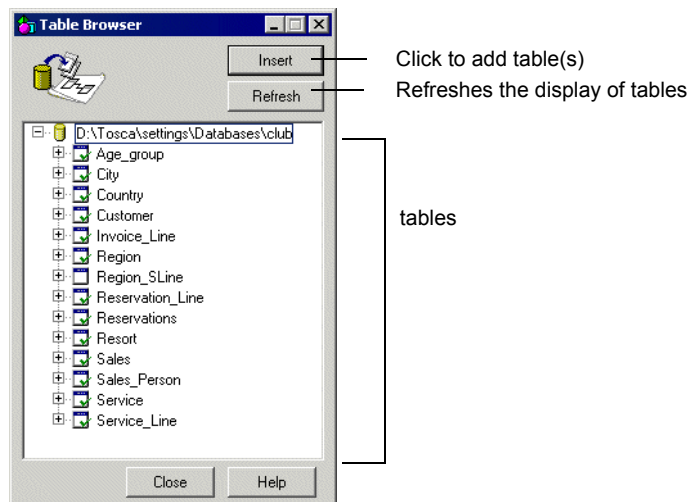 Table Browser
Insert
Click to add table(s)
Refresh
Refreshes the display of tables
D:\Tosca\settings\Databases\club
Age_group
City
Country
Customer
Invoice_Line
Region
Region_SLine
Reservation_Line
Reservations
Resort
Sales
Sales_Person
Service
Service_Line
tables
Close
Help